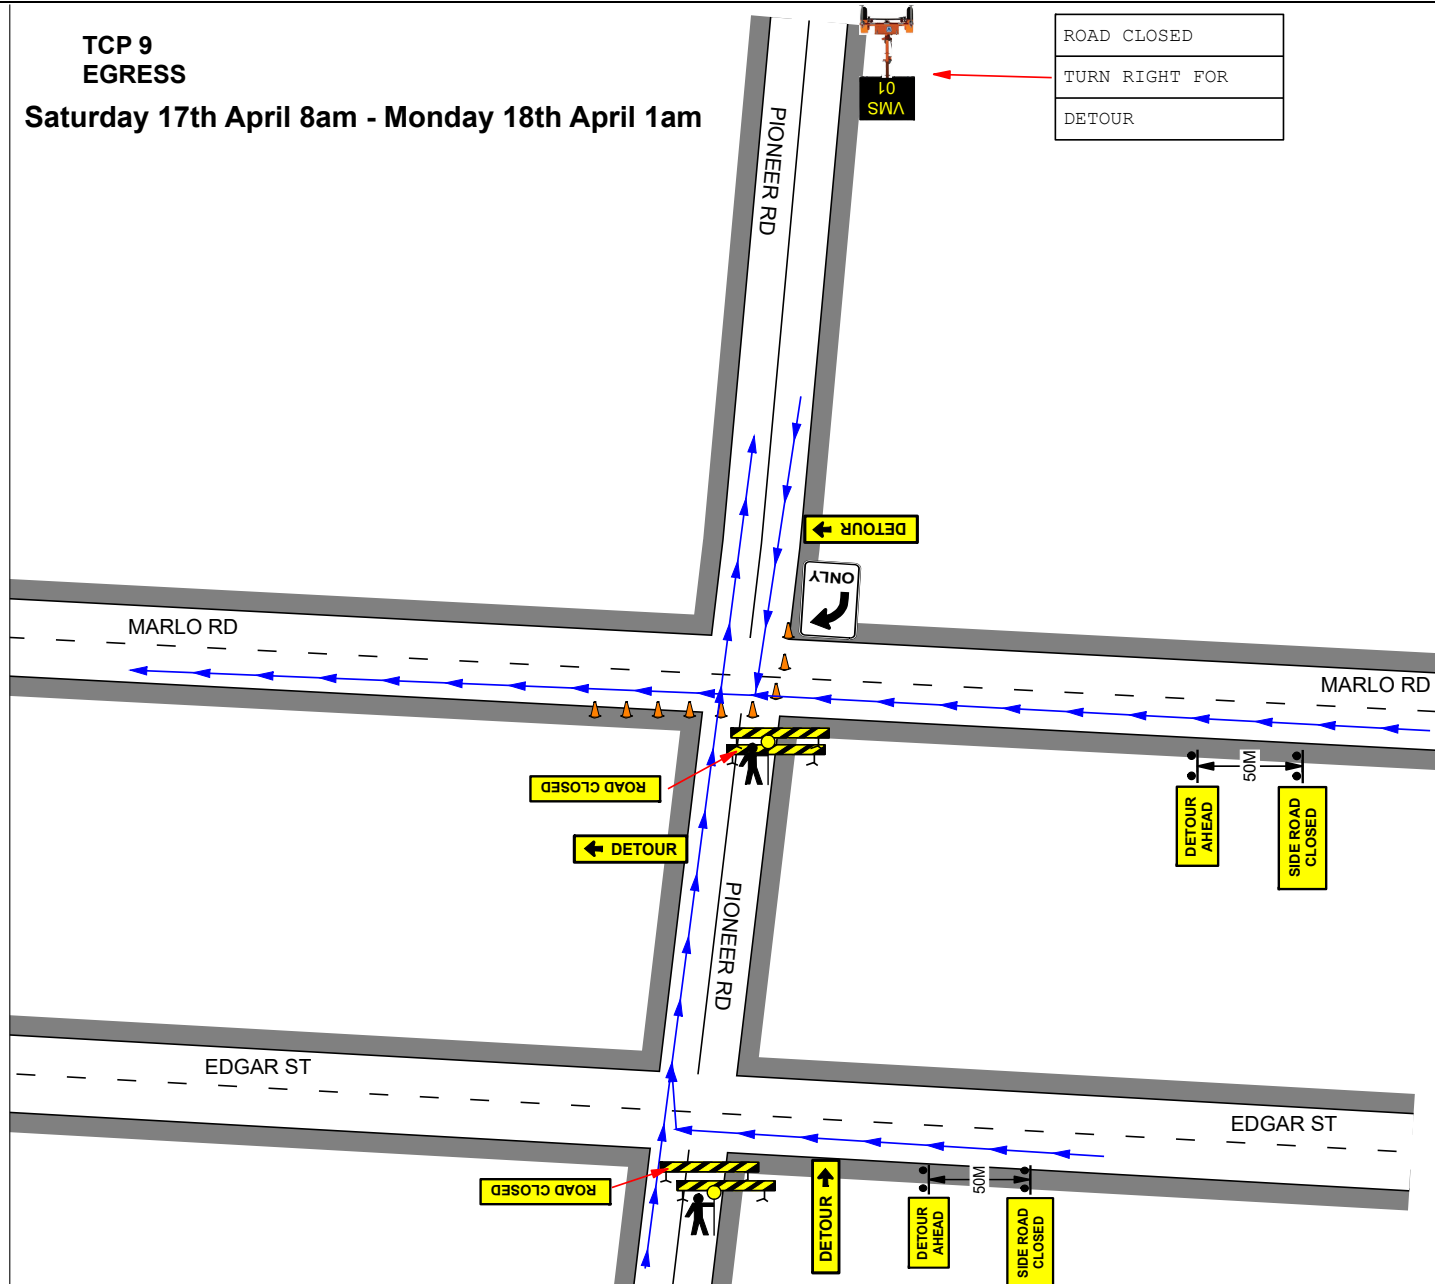 TCP 9
EGRESS
Saturday 17th April 8am - Monday 18th April 1am
VMS
01
ROAD CLOSED
TURN RIGHT FOR
DETOUR
PIONEER RD
DETOUR
ONLY
MARLO RD
MARLO RD
ROAD CLOSED
DETOUR
50M
DETOUR
AHEAD
SIDE ROAD
CLOSED
PIONEER RD
EDGAR ST
EDGAR ST
ROAD CLOSED
DETOUR
50M
DETOUR
AHEAD
SIDE ROAD
CLOSED